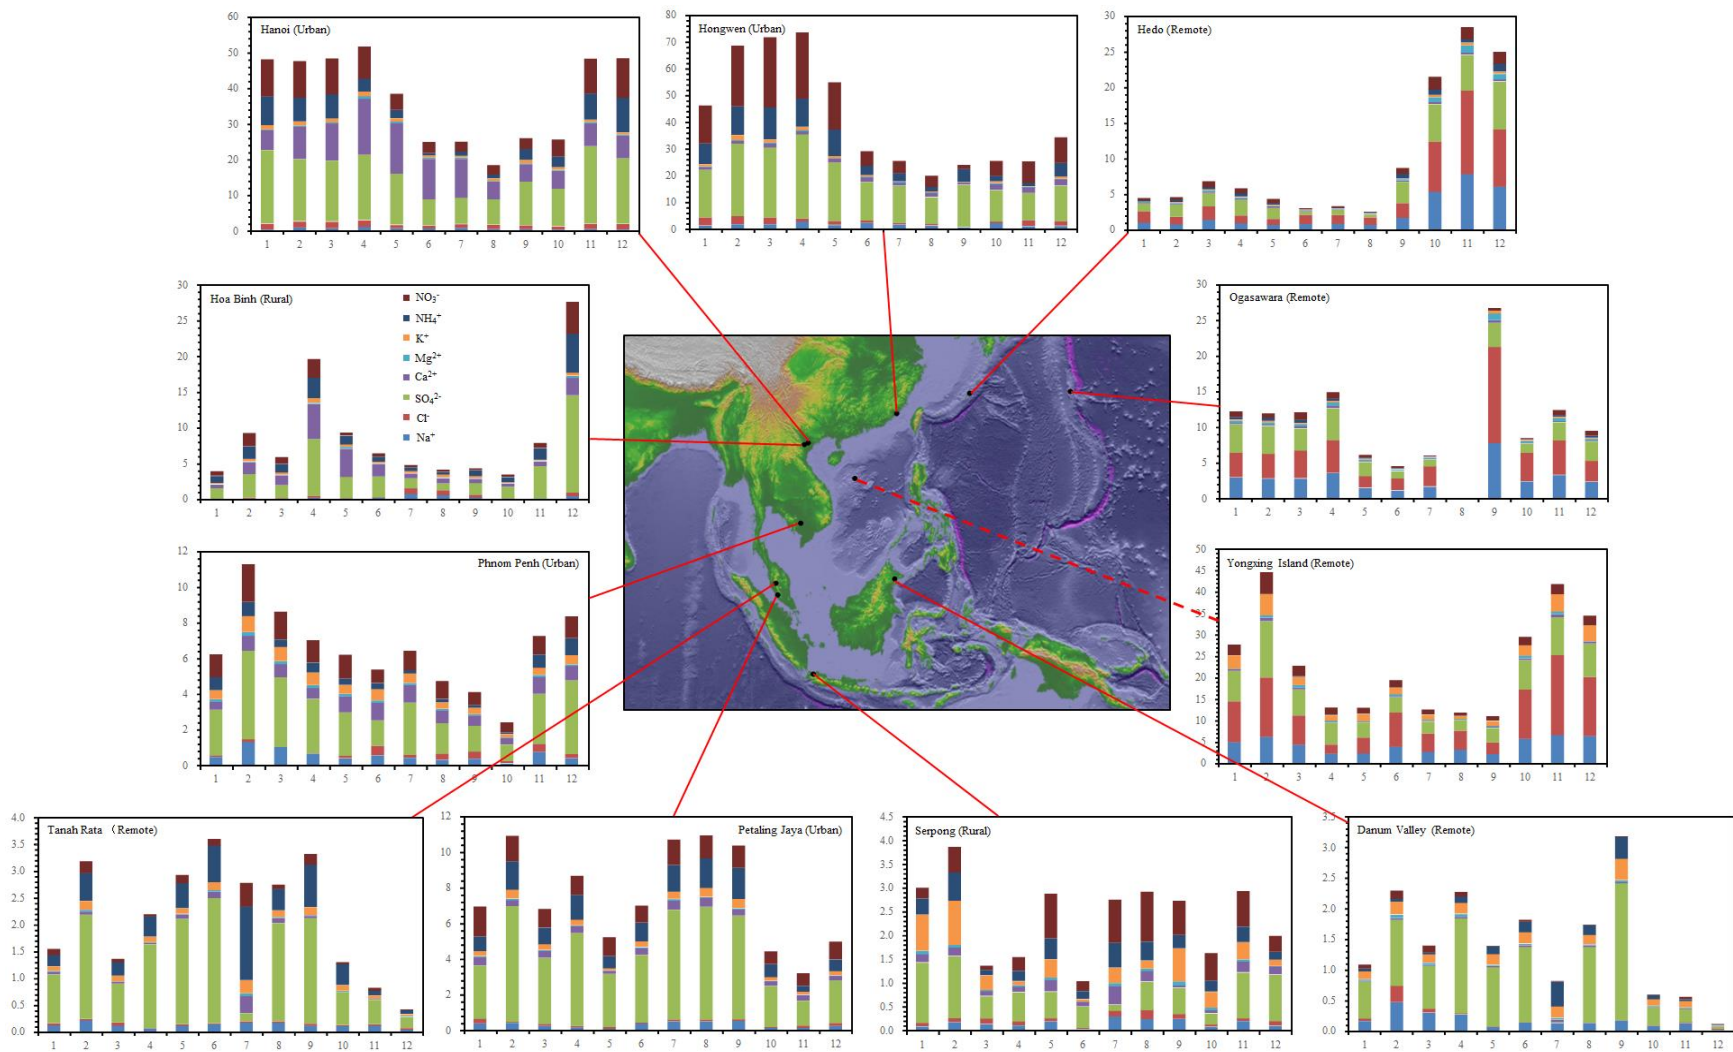 Hanoi (Urban)
60
50
40
30
20
10
0
1 2 3 4 5 6 7 8 9 10 11 12
Hongwen (Urban)
80
70
60
50
40
30
20
10
0
1 2 3 4 5 6 7 8 9 10 11 12
Hedo (Remote)
30
25
20
15
10
5
0
1 2 3 4 5 6 7 8 9 10 11 12
Hoa Binh (Rural)
30
25
20
15
10
5
0
1 2 3 4 5 6 7 8 9 10 11 12
NO₃⁻
NH₄⁺
K⁺
Mg²⁺
Ca²⁺
SO₄²⁻
Cl⁻
Na⁺
Ogasawara (Remote)
30
25
20
15
10
5
0
1 2 3 4 5 6 7 8 9 10 11 12
Phnom Penh (Urban)
12
10
8
6
4
2
0
1 2 3 4 5 6 7 8 9 10 11 12
Yongxing Island (Remote)
50
45
40
35
30
25
20
15
10
5
0
1 2 3 4 5 6 7 8 9 10 11 12
Tanah Rata （Remote)
4.0
3.5
3.0
2.5
2.0
1.5
1.0
0.5
0.0
1 2 3 4 5 6 7 8 9 10 11 12
Petaling Jaya (Urban)
12
10
8
6
4
2
0
1 2 3 4 5 6 7 8 9 10 11 12
Serpong (Rural)
4.5
4.0
3.5
3.0
2.5
2.0
1.5
1.0
0.5
0.0
1 2 3 4 5 6 7 8 9 10 11 12
Danum Valley (Remote)
3.5
3.0
2.5
2.0
1.5
1.0
0.5
0.0
1 2 3 4 5 6 7 8 9 10 11 12